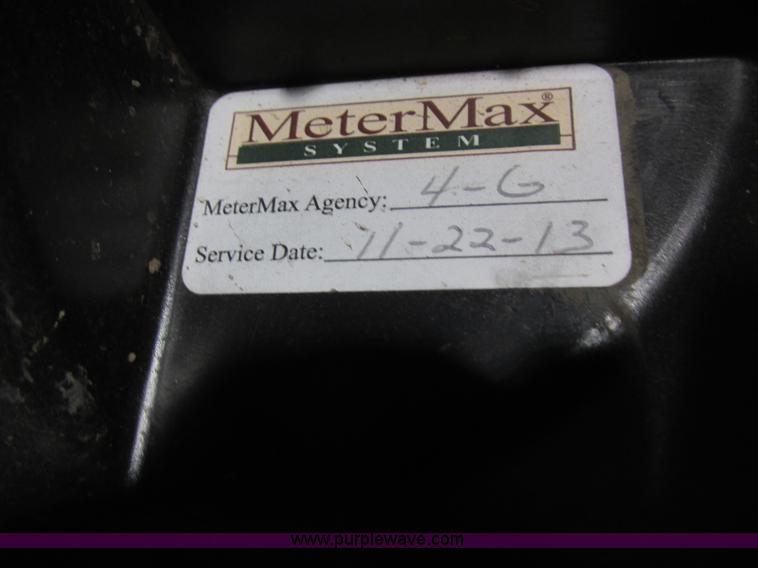 MeterMax®
SYSTEM
MeterMax Agency: 4-G
Service Date: 11-22-13
www.purplewave.com